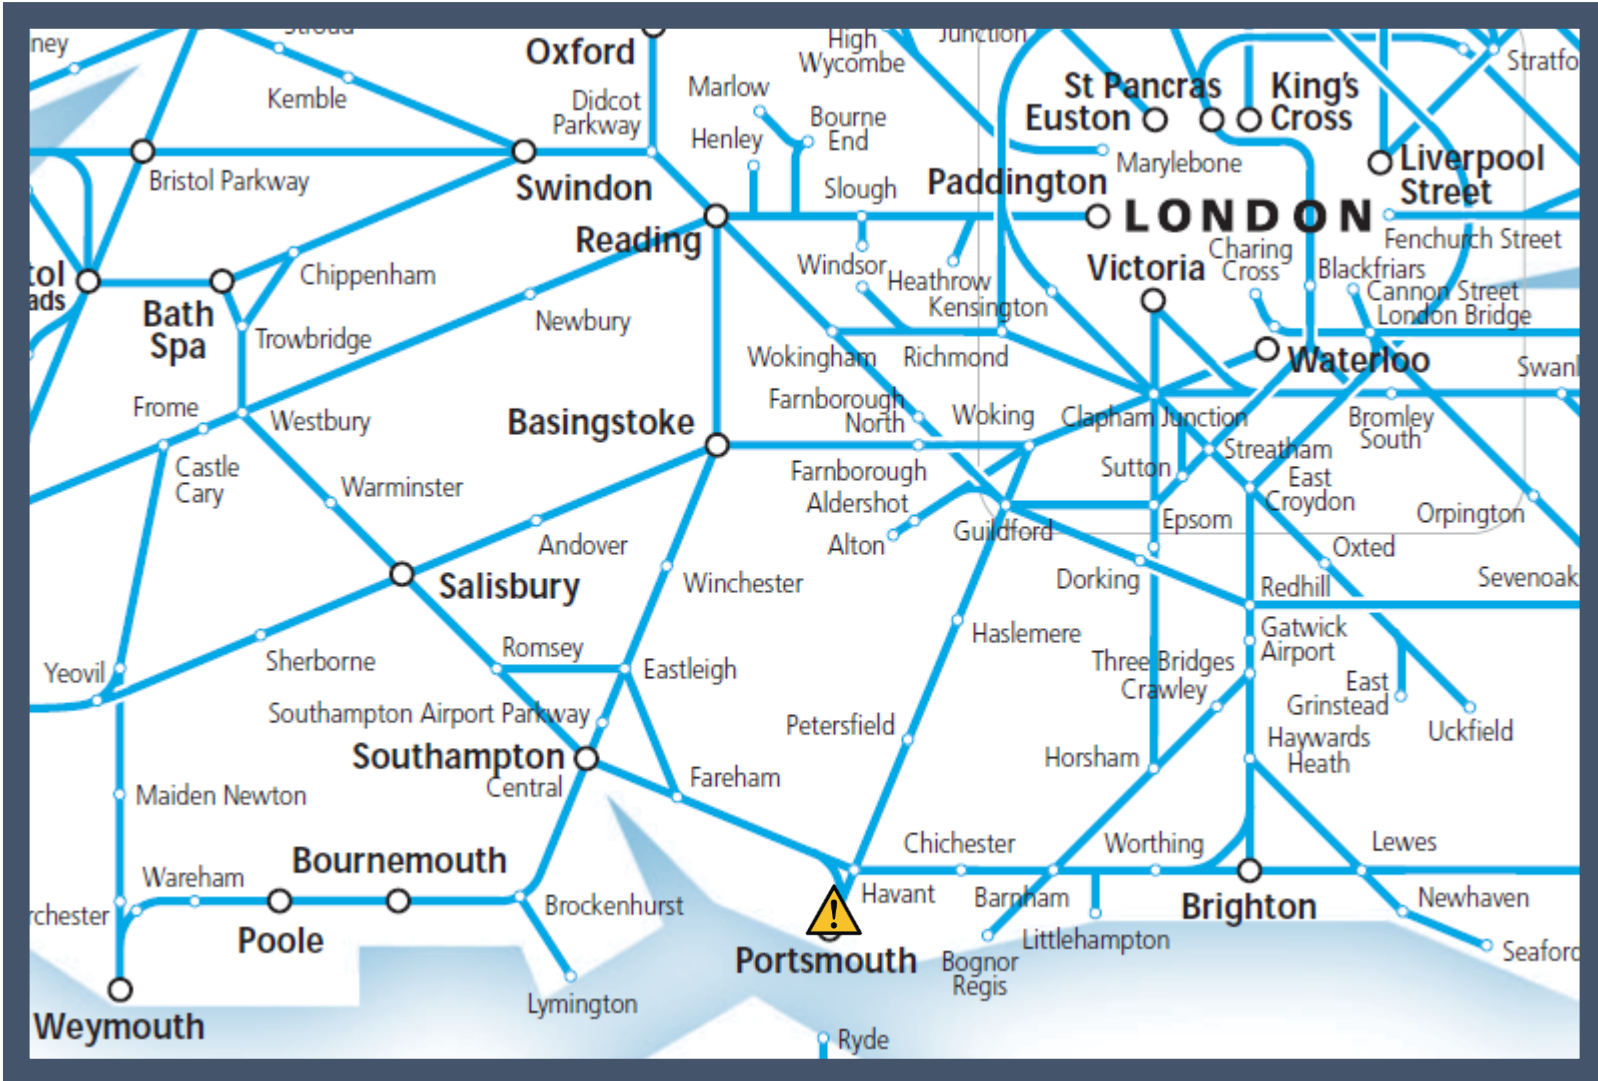 Oxford
High
Wycombe
Kemble
Didcot
Parkway
Marlow
Bourne
End
Henley
St Pancras
Euston
King's
Cross
Marylebone
Liverpool
Street
Bristol Parkway
Swindon
Slough
Paddington
LONDON
Reading
Fenchurch Street
Windsor
Heathrow
Kensington
Victoria
Charing
Cross
Blackfriars
Cannon Street
London Bridge
Chippenham
Bath
Spa
Trowbridge
Newbury
Wokingham
Richmond
Waterloo
Frome
Westbury
Basingstoke
Farnborough
North
Woking
Clapham Junction
Bromley
South
Castle
Cary
Warminster
Farnborough
Aldershot
Alton
Guildford
Sutton
Streatham
East
Croydon
Epsom
Orpington
Andover
Oxted
Salisbury
Winchester
Dorking
Redhill
Sevenoak
Gatwick
Airport
Haslemere
Three Bridges
Crawley
East
Grinstead
Uckfield
Yeovil
Sherborne
Romsey
Eastleigh
Southampton Airport Parkway
Southampton
Central
Petersfield
Horsham
Haywards
Heath
Fareham
Maiden Newton
Chichester
Worthing
Lewes
Wareham
Bournemouth
Havant
Barnham
Brighton
Newhaven
rchester
Poole
Brockenhurst
Portsmouth
Littlehampton
Bognor
Regis
Seaford
Lymington
Weymouth
Ryde